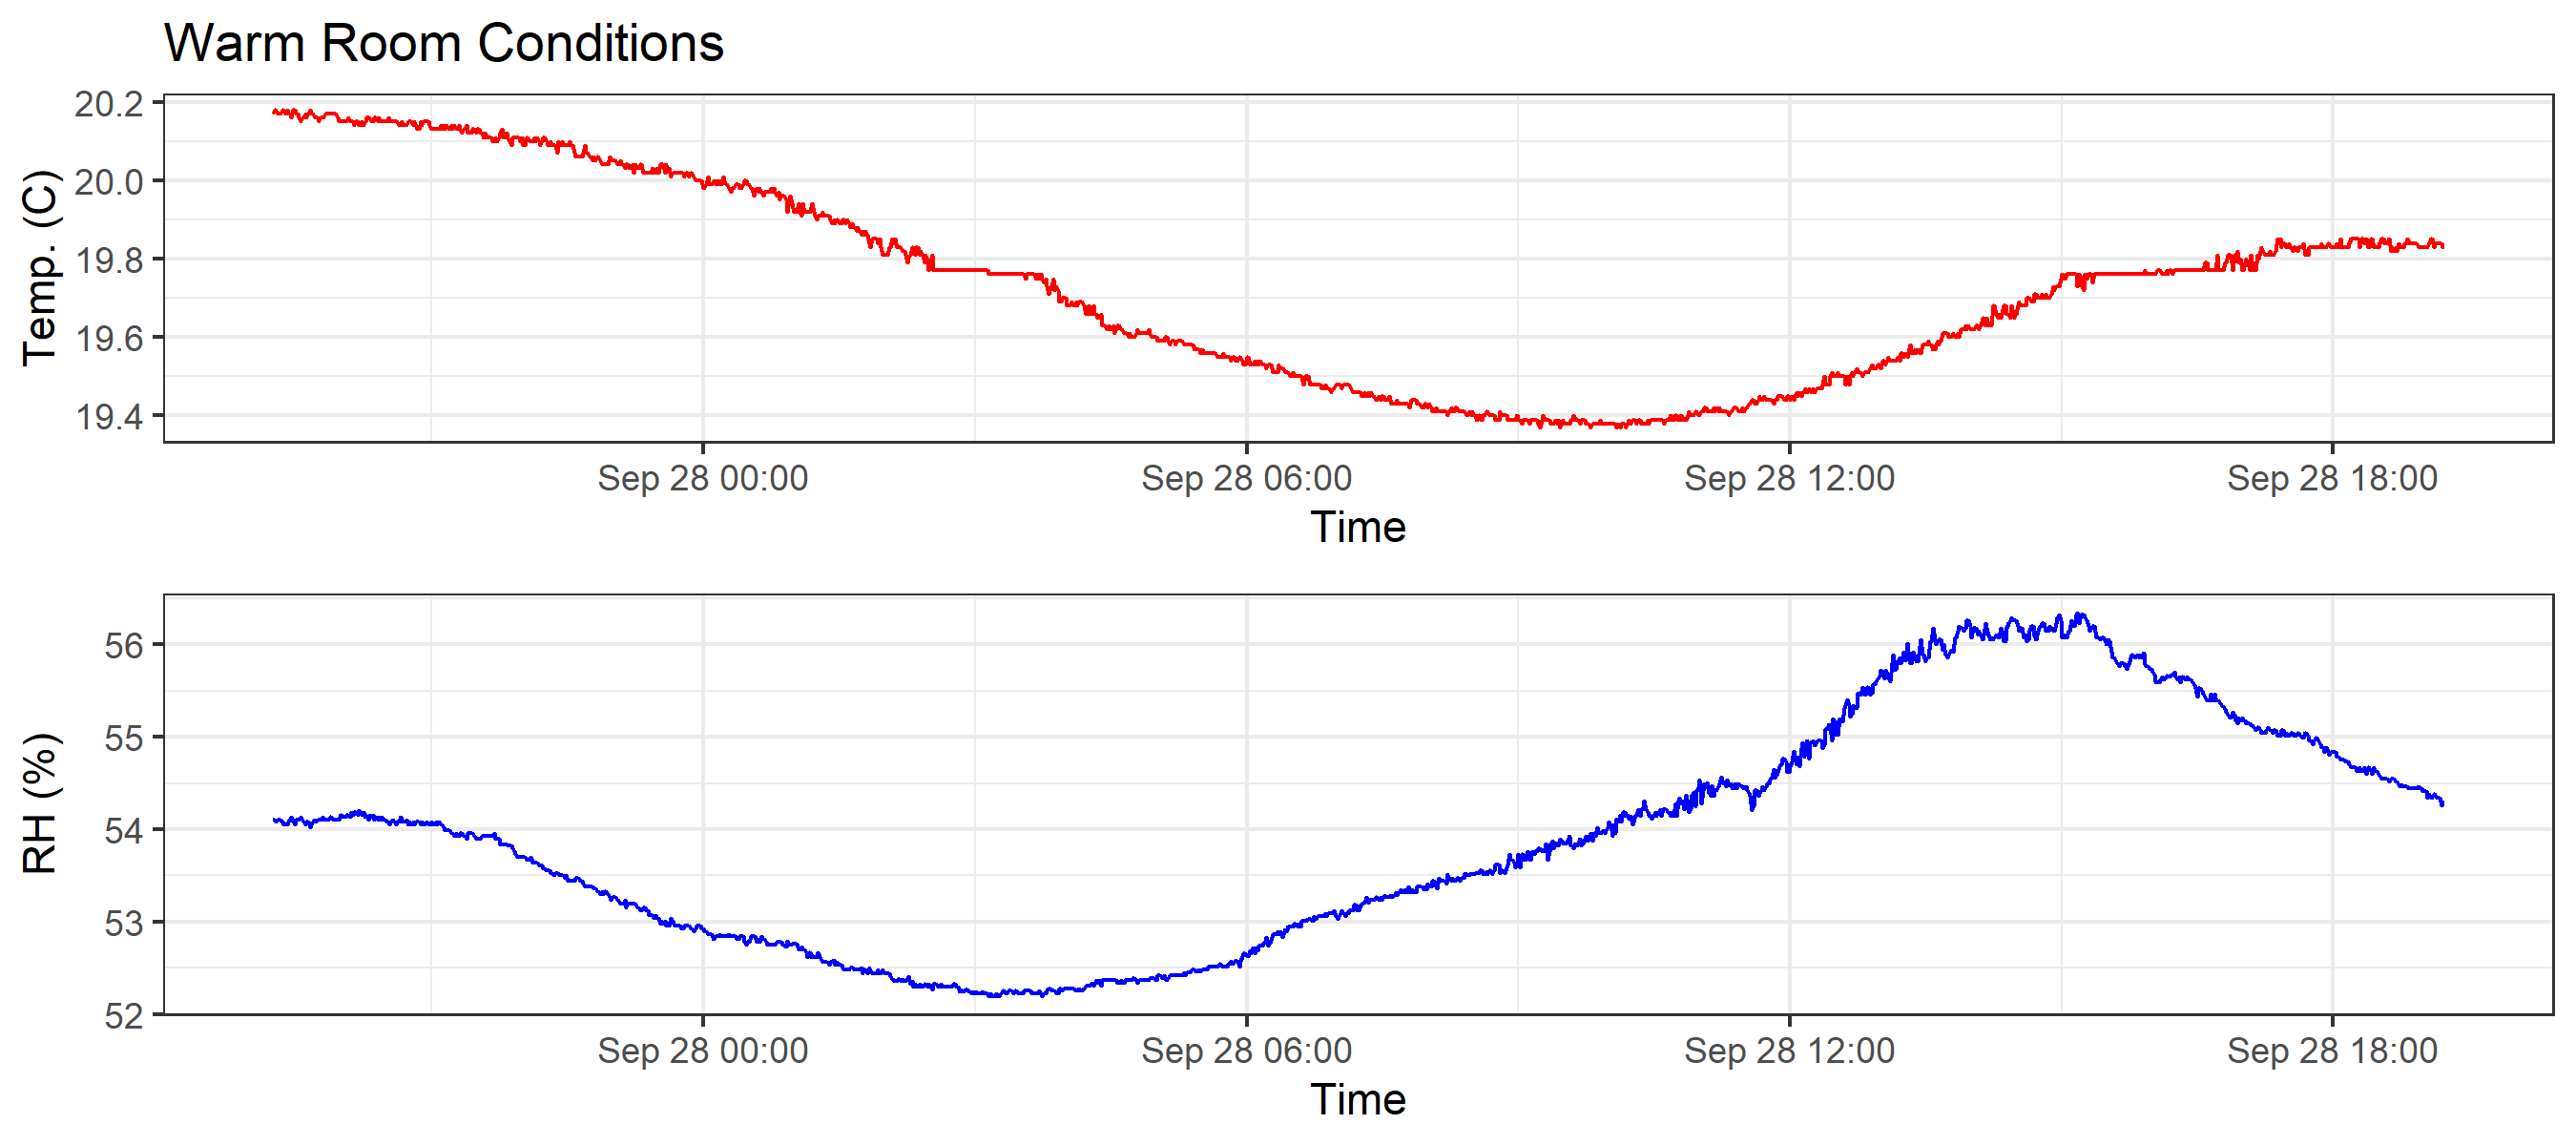 Warm Room Conditions
Temp. (C)
20.2
20.0
19.8
19.6
19.4
Sep 28 00:00 Sep 28 06:00 Sep 28 12:00 Sep 28 18:00
Time
RH (%)
56
55
54
53
52
Sep 28 00:00 Sep 28 06:00 Sep 28 12:00 Sep 28 18:00
Time